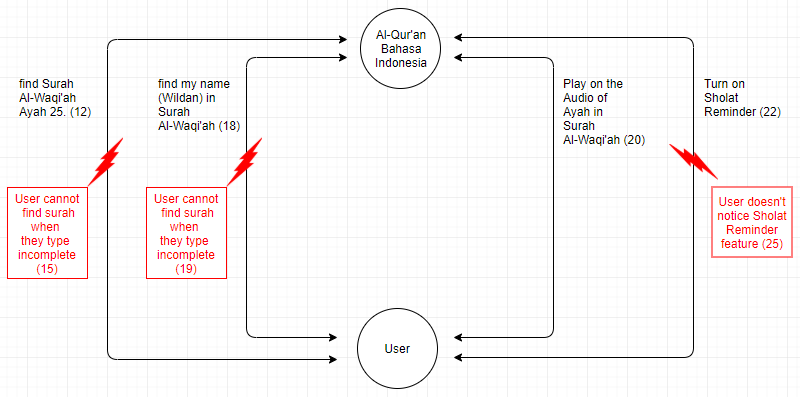 Al-Qur'an
Bahasa
Indonesia
find Surah
Al-Waqi'ah
Ayah 25. (12)
find my name
(Wildan) in
Surah
Al-Waqi'ah (18)
Play on the
Audio of
Ayah in
Surah
Al-Waqi'ah (20)
Turn on
Sholat
Reminder (22)
User cannot
find surah
when
they type
incomplete
(15)
User cannot
find surah
when
they type
incomplete
(19)
User doesn't
notice Sholat
Reminder
feature (25)
User